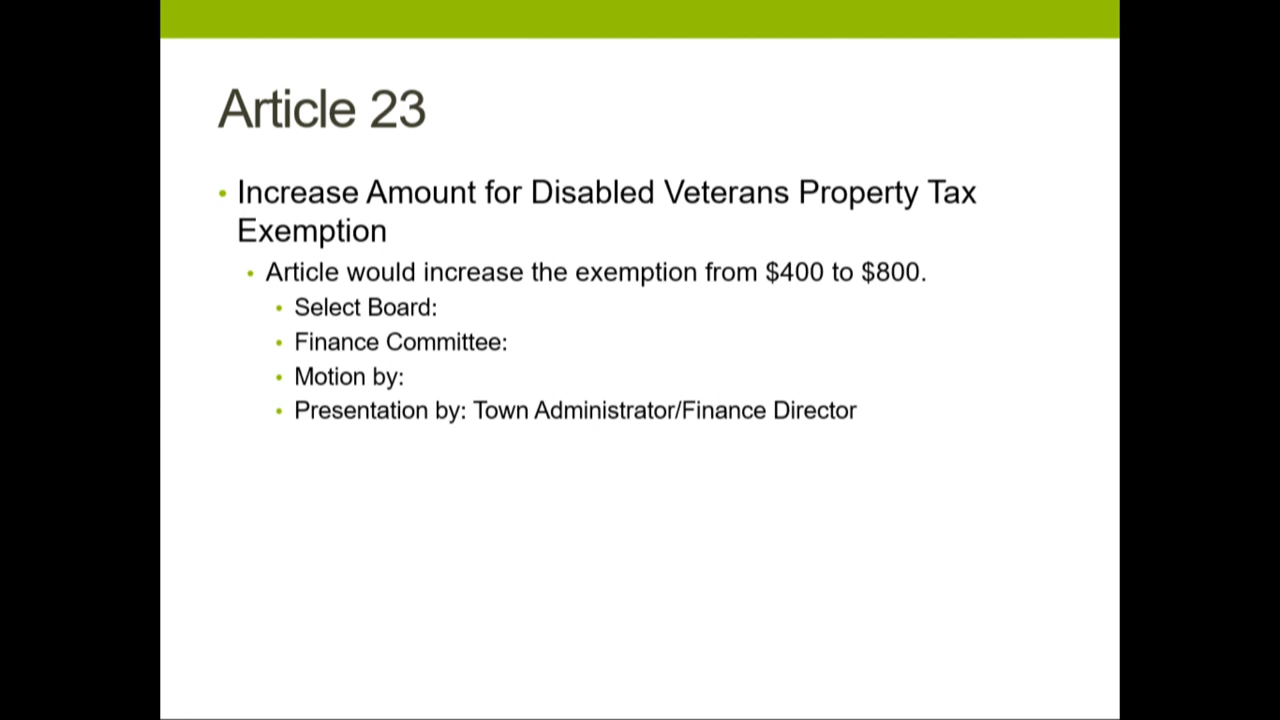 Article 23
• Increase Amount for Disabled Veterans Property Tax
Exemption
• Article would increase the exemption from $400 to $800.
• Select Board:
• Finance Committee:
• Motion by:
• Presentation by: Town Administrator/Finance Director